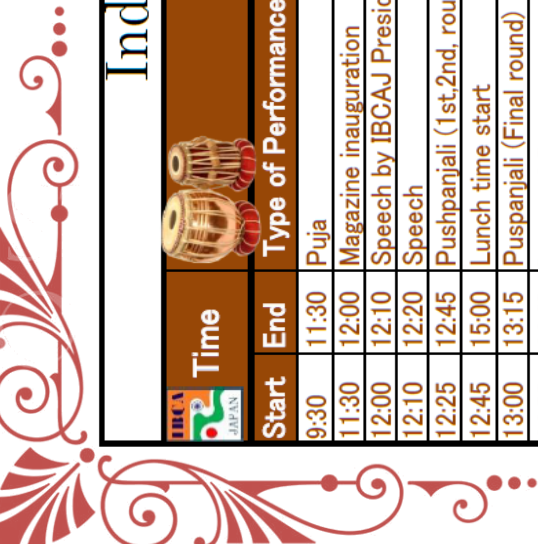 Ind
IBCA
JAPAN
Time
Start End Type of Performance
9:30 11:30 Puja
11:30 12:00 Magazine inauguration
12:00 12:10 Speech by IBCAJ
12:10 12:20 Speech
12:25 12:45 Pushpanjali (1st,2nd,
12:45 15:00 Lunch time start
13:00 13:15 Puspanjali (Final round)